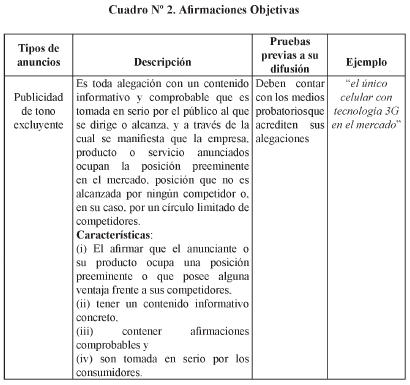 Cuadro Nº 2. Afirmaciones Objetivas
Tipos de
anuncios
Descripción
Pruebas
previas a su
difusión
Ejemplo
Publicidad
de tono
excluyente
Es toda alegación con un contenido
informativo y comprobable que es
tomada en serio por el público al que
se dirige o alcanza, y a través de la
cual se manifiesta que la empresa,
producto o servicio anunciados
ocupan la posición preeminente
en el mercado, posición que no es
alcanzada por ningún competidor o,
en su caso, por un círculo limitado de
competidores.
Características:
(i) El afirmar que el anunciante o
su producto ocupa una posición
preeminente o que posee alguna
ventaja frente a sus competidores.
(ii) tener un contenido informativo
concreto,
(iii) contener afirmaciones
comprobables y
(iv) son tomada en serio por los
consumidores.
Deben contar
con los medios
probatoriosque
acrediten sus
alegaciones
“el único
celular con
tecnología 3G
en el mercado”